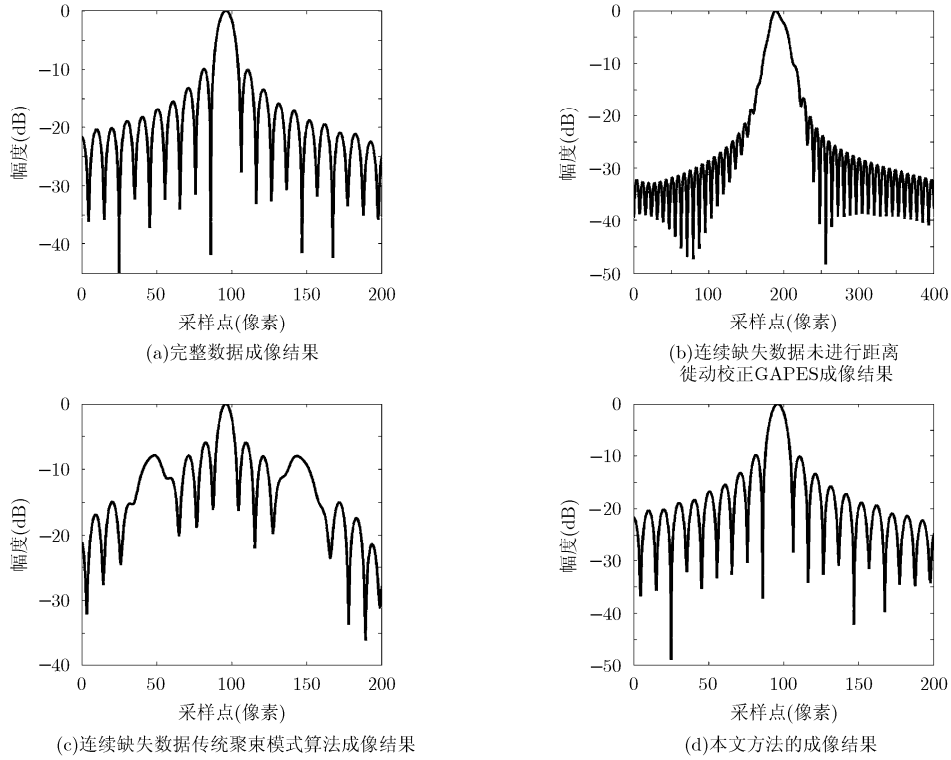 0
−10
−20
−30
−40
幅度(dB)
0 50 100 150 200
采样点(像素)
(a)完整数据成像结果
0
−10
−20
−30
−40
−50
幅度(dB)
0 100 200 300 400
采样点(像素)
(b)连续缺失数据未进行距离
徙动校正GAPES成像结果
0
−10
−20
−30
−40
幅度(dB)
0 50 100 150 200
采样点(像素)
(c)连续缺失数据传统聚束模式算法成像结果
0
−10
−20
−30
−40
−50
幅度(dB)
0 50 100 150 200
采样点(像素)
(d)本文方法的成像结果